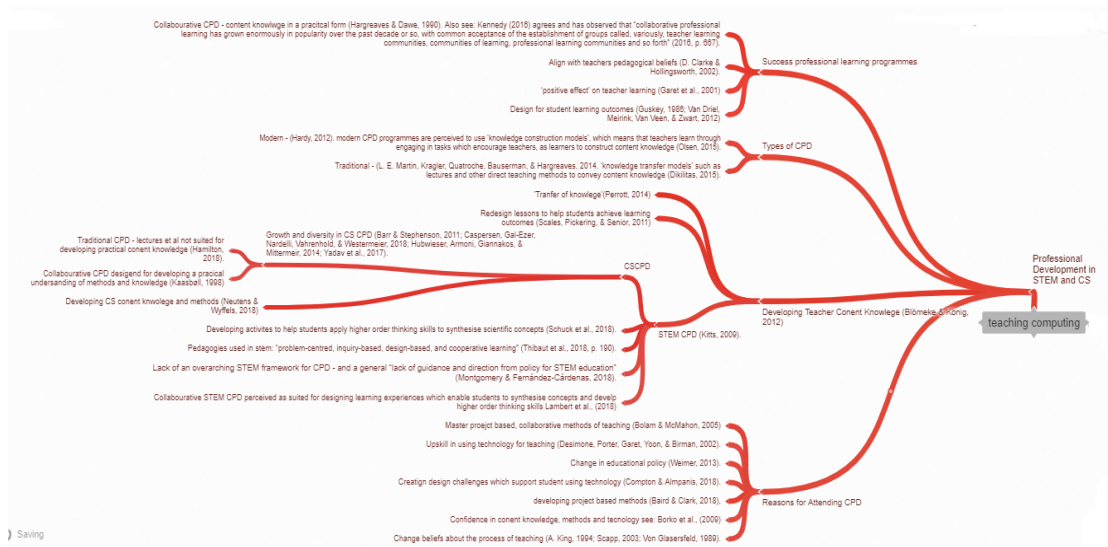 Collabourative CPD - content knowlwge in a pracitcal form (Hargreaves & Dawe, 1990). Also see: Kennedy (2016) agrees and has observed that "collaborative professional
learning has grown enormously in popularity over the past decade or so, with common acceptance of the establishment of groups called, variously, teacher learning
communities, communities of learning, professional learning communities and so forth" (2016, p. 667).
Align with teachers pedagogical beliefs (D. Clarke &
Hollingsworth, 2002).
'positive effect' on teacher learning (Garet et al., 2001)
Design for student learning outcomes (Guskey, 1986; Van Driel,
Meirink, Van Veen, & Zwart, 2012)
Success professional learning programmes
Modern - (Hardy, 2012). modern CPD programmes are perceived to use 'knowledge construction models', which means that teachers learn through
engaging in tasks which encourage teachers, as learners to construct content knowledge (Olsen, 2015).
Traditional - (L. E. Martin, Kragler, Quatroche, Bauserman, & Hargreaves, 2014. 'knowledge transfer models' such as
lectures and other direct teaching methods to convey content knowledge (Dikilitas, 2015).
Types of CPD
'Tranfer of knowlege'(Perrott, 2014)
Redesign lessons to help students achieve learning
outcomes (Scales, Pickering, & Senior, 2011)
Traditional CPD - lectures et al not suited for
developing practical conent knowledge (Hamilton,
2018).
Collabourative CPD desigend for developing a pracical
undersanding of methods and knowledge (Kaasbøll, 1998)
Growth and diversity in CS CPD (Barr & Stephenson, 2011; Caspersen, Gal-Ezer,
Nardelli, Vahrenhold, & Westermeier, 2018; Hubwieser, Armoni, Giannakos, &
Mittermeir, 2014; Yadav et al., 2017).
Developing CS conent knwolege and methods (Neutens &
Wyffels, 2018)
CSCPD
Developing activites to help students apply higher order thinking skills to synthesise scientific concepts (Schuck et al., 2018).
Pedagogies used in stem: "problem-centred, inquiry-based, design-based, and cooperative learning" (Thibaut et al., 2018, p. 190).
Lack of an overarching STEM framework for CPD - and a general "lack of guidance and direction from policy for STEM education"
(Montgomery & Fernández-Cárdenas, 2018).
Collabourative STEM CPD perceived as suited for designing learning experiences which enable students to synthesise concepts and develp
higher order thinking skills Lambert et al., (2018)
STEM CPD (Kitts, 2009).
Developing Teacher Conent Knowlege (Blömeke & König,
2012)
Master proejct based, collaborative methods of teaching (Bolam & McMahon, 2005)
Upskill in using technology for teaching (Desimone, Porter, Garet, Yoon, & Birman, 2002).
Change in educational policy (Weimer, 2013).
Creatign design challenges which support student using technology (Compton & Almpanis, 2018).
developing project based methods (Baird & Clark, 2018).
Confidence in conent knowledge, methods and tecnology see: Borko et al., (2009)
Change beliefs about the process of teaching (A. King, 1994; Scapp, 2003; Von Glasersfeld, 1989).
Reasons for Attending CPD
Professional
Development in
STEM and CS
teaching computing
Saving